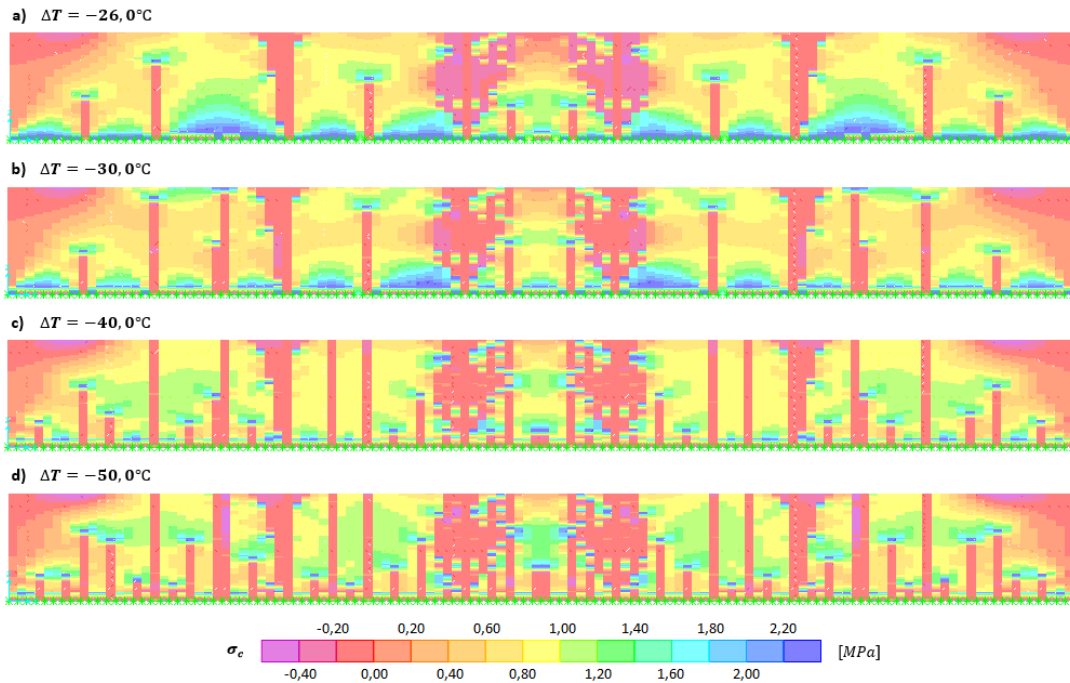 a) ΔT = −26, 0°C
b) ΔT = −30, 0°C
c) ΔT = −40, 0°C
d) ΔT = −50, 0°C
-0,20 0,20 0,60 1,00 1,40 1,80 2,20
σc [MPa]
-0,40 0,00 0,40 0,80 1,20 1,60 2,00